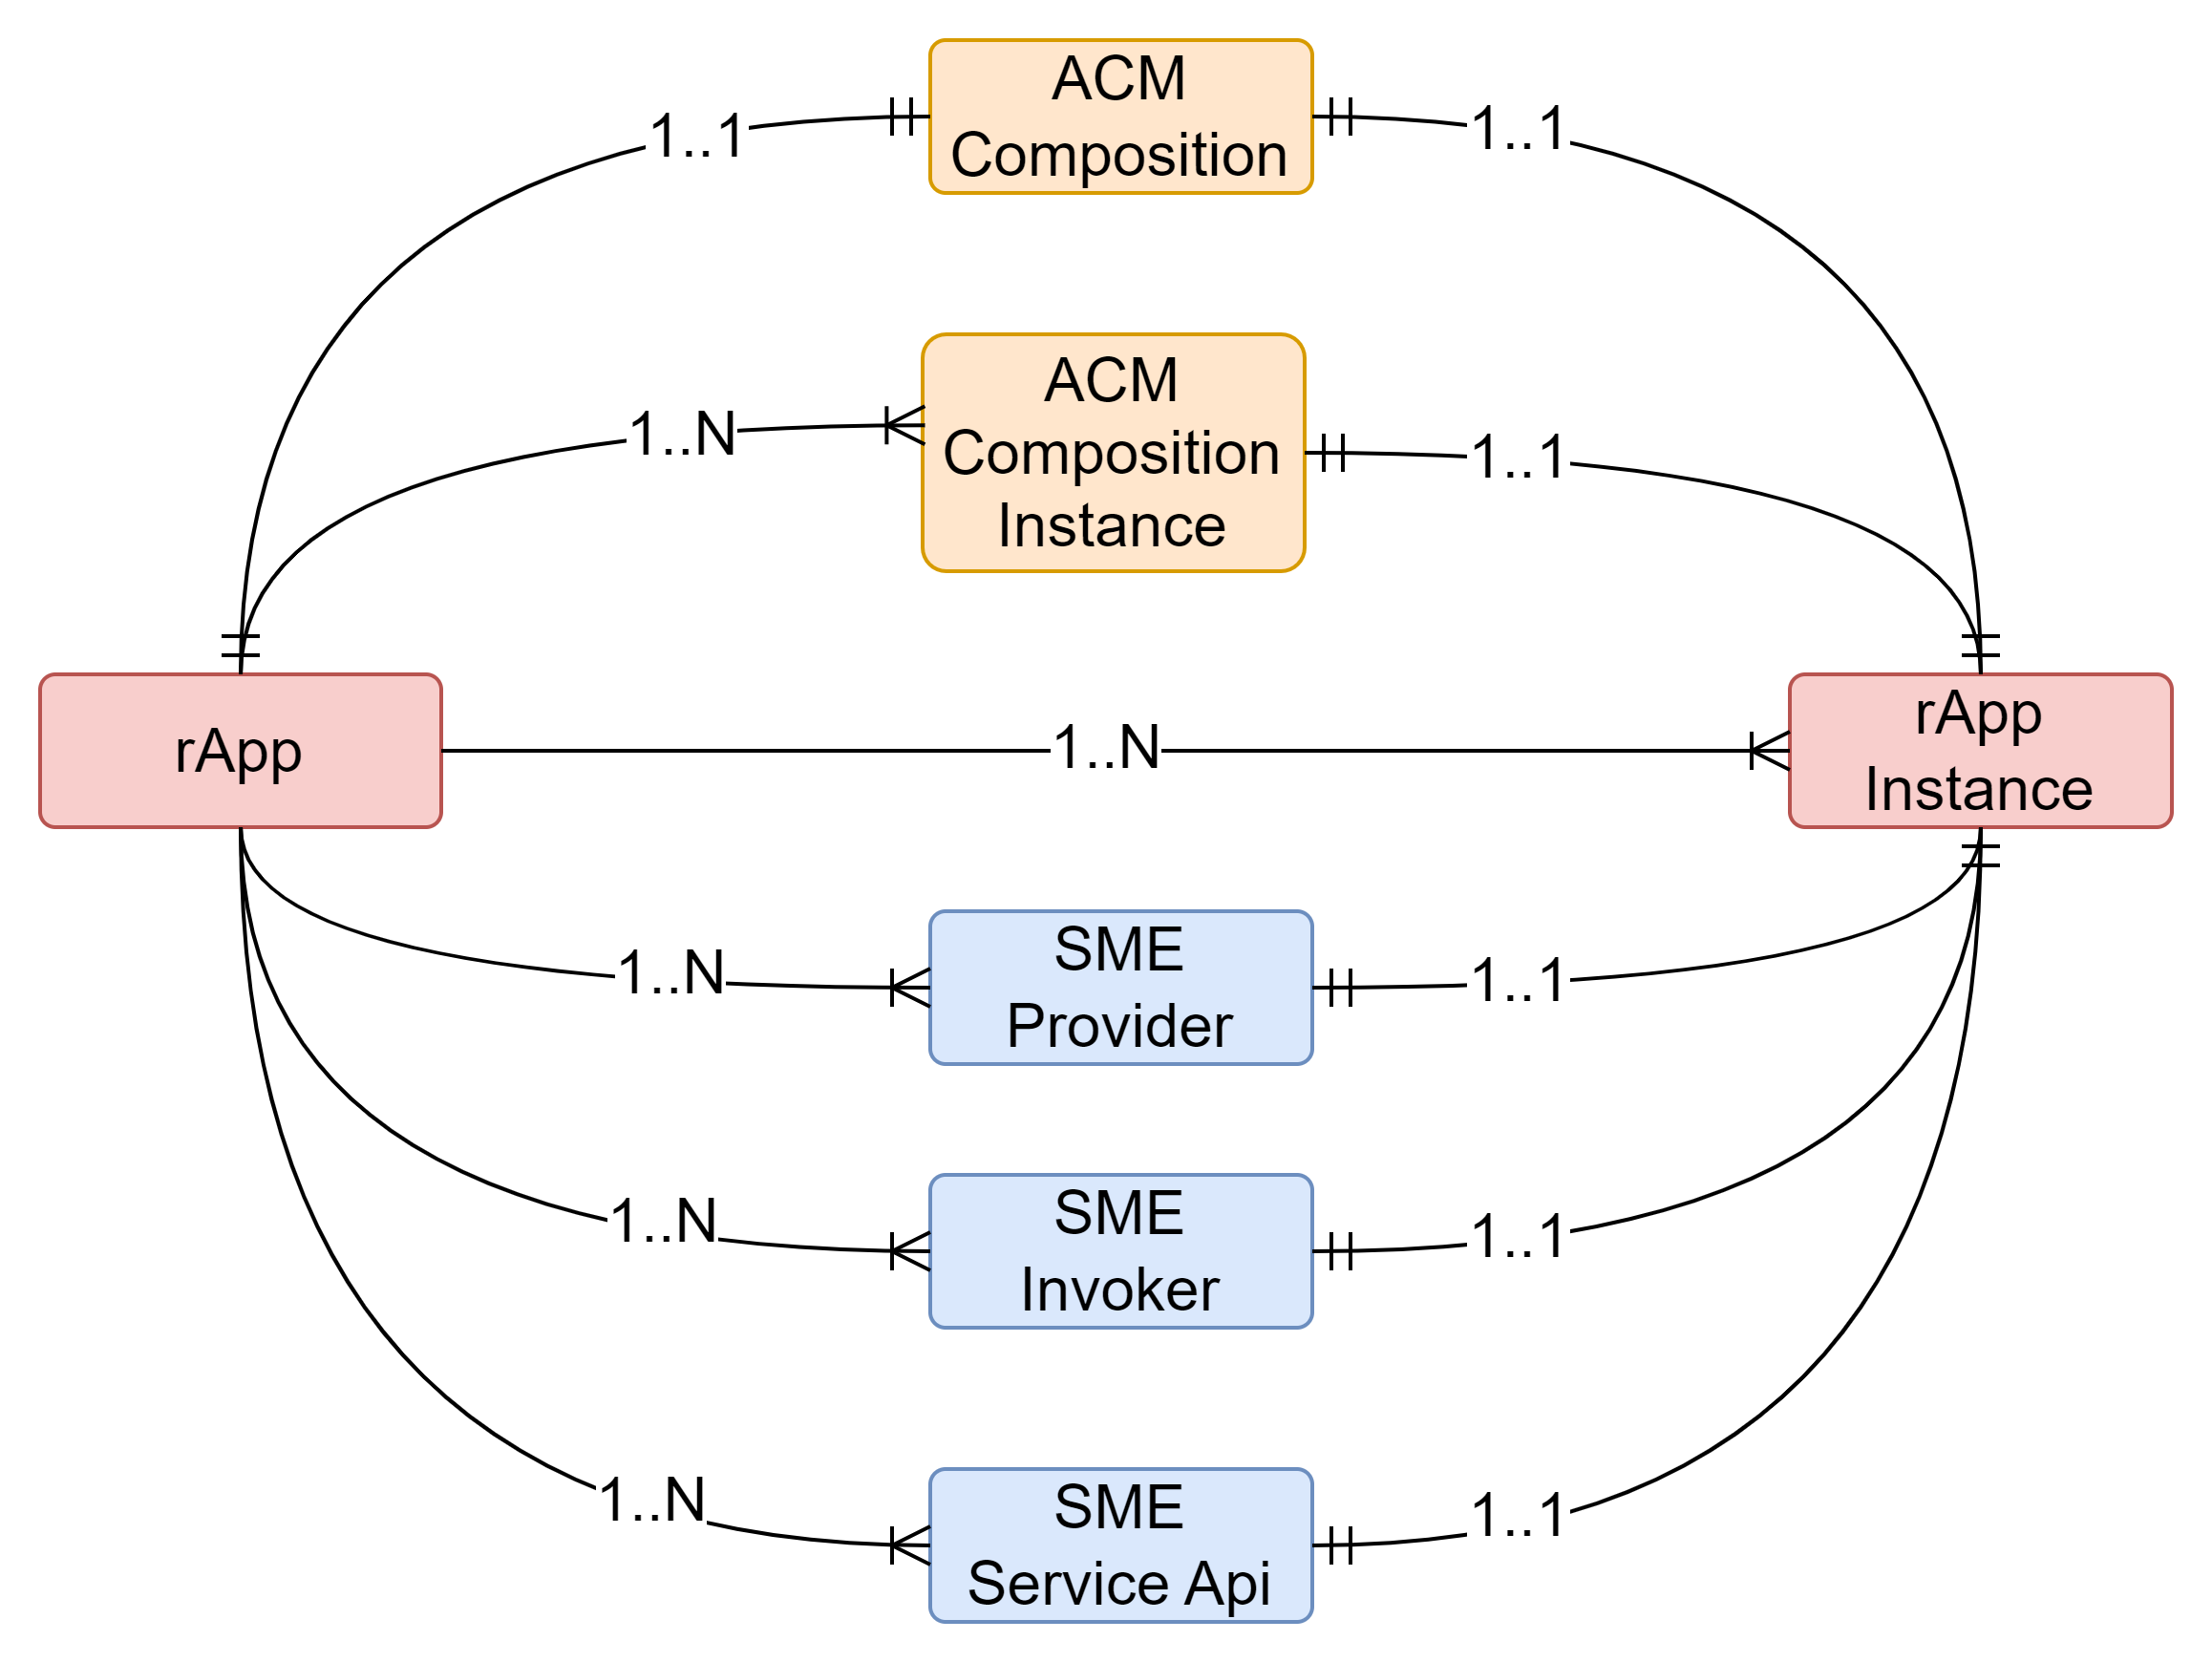 ACM
Composition
1..1
1..1
ACM
Composition
Instance
1..N
1..1
rApp
1..N
rApp
Instance
SME
Provider
1..N
1..1
SME
Invoker
1..N
1..1
SME
Service Api
1..N
1..1